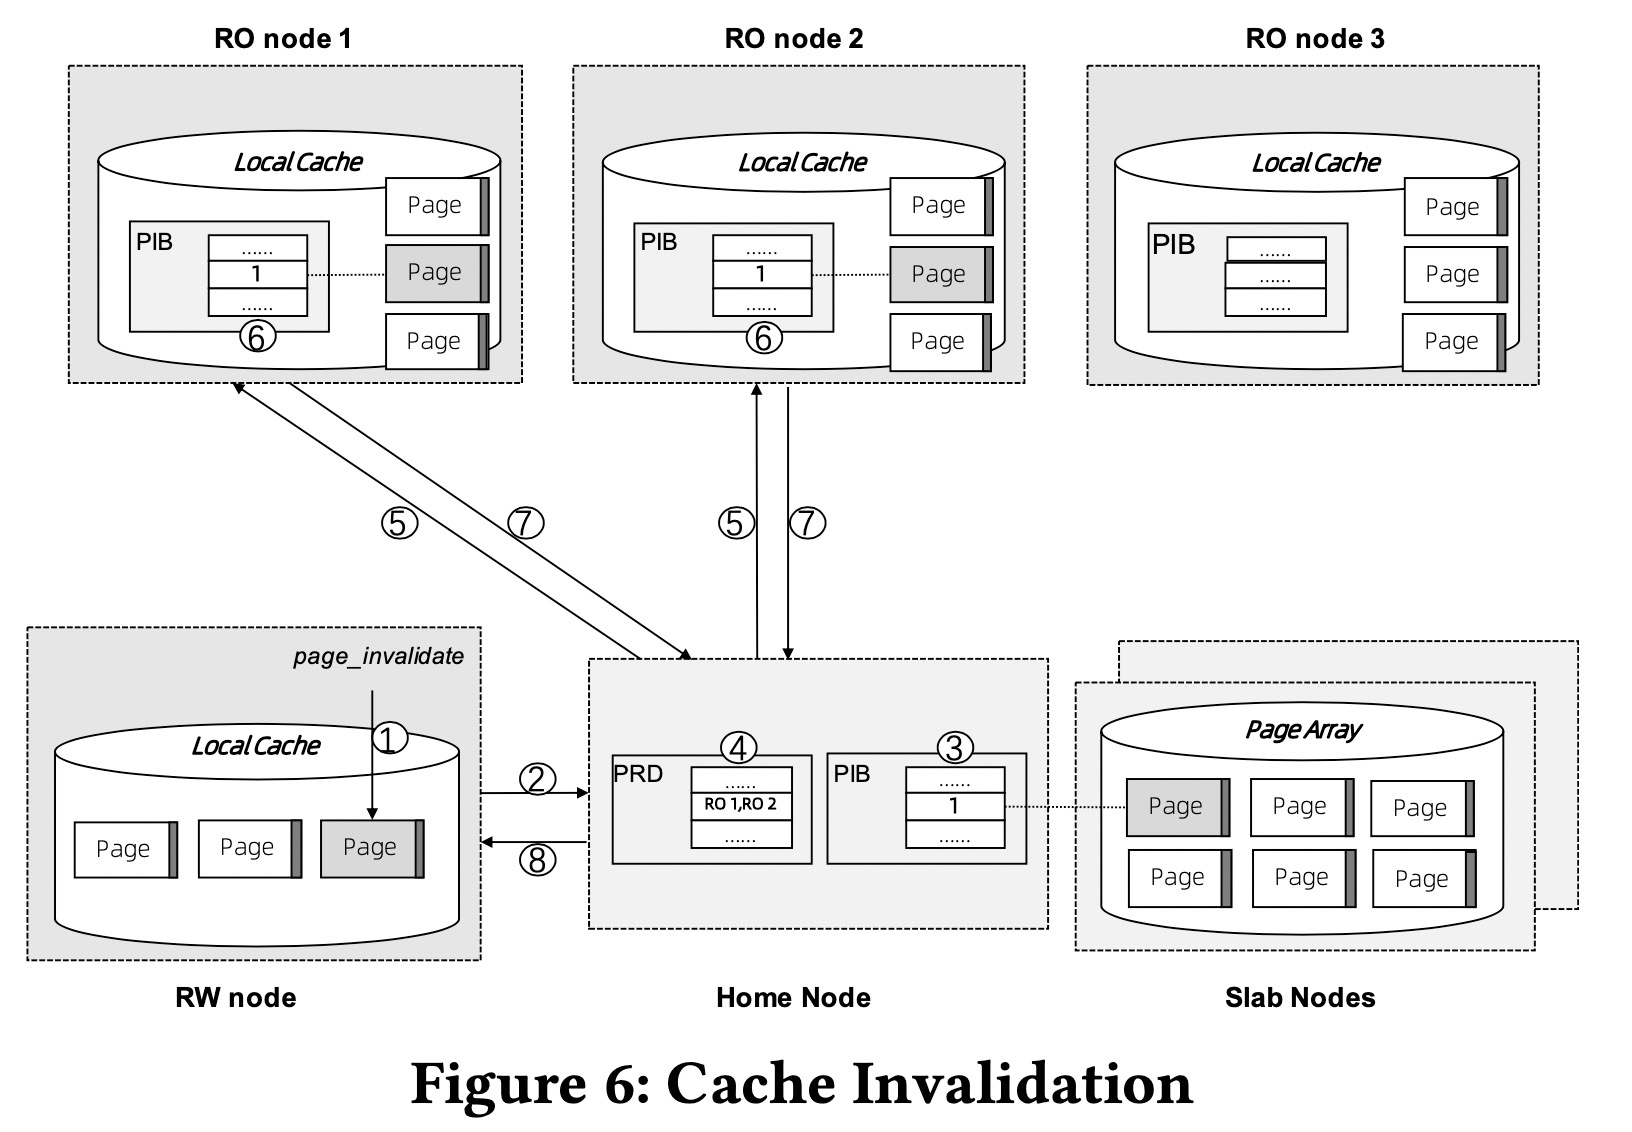 RO node 1
RO node 2
RO node 3
Local Cache
Page
PIB
......
1
Page
......
⑥
Page
Local Cache
Page
PIB
......
1
Page
......
⑥
Page
Local Cache
Page
PIB
......
......
Page
......
Page
⑤
⑦
⑤
⑦
page_invalidate
①
Local Cache
Page
Page
Page
②
⑧
④
PRD
......
RO 1,RO 2
......
③
PIB
......
1
......
Page Array
Page
Page
Page
Page
Page
Page
RW node
Home Node
Slab Nodes
Figure 6: Cache Invalidation